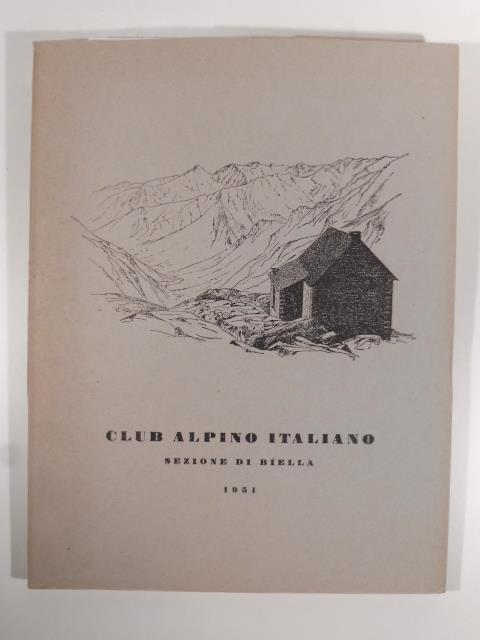 CLUB ALPINO ITALIANO
SEZIONE DI BIELLA
1951